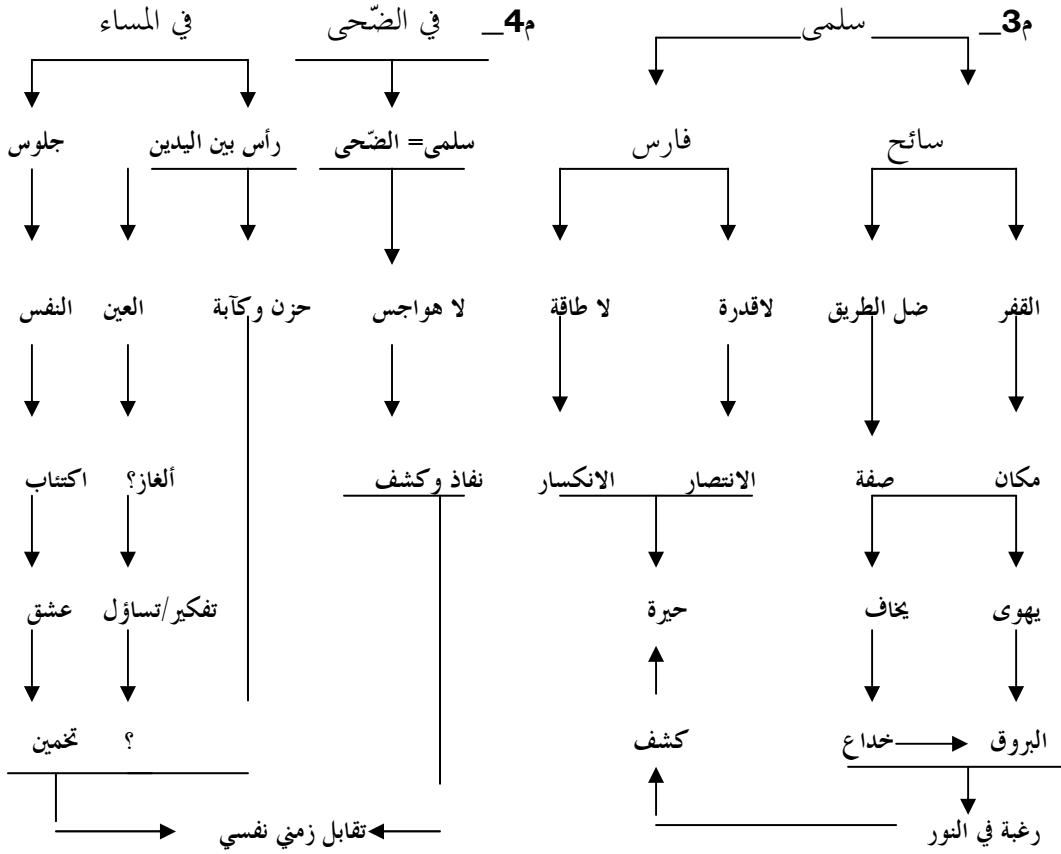 م3_ سلمى م4_ في الضّحى في المساء
سائح فارس سلمى= الضّحى رأس بين اليدين جلوس
القفر ضل الطريق لاقدرة لا طاقة لا هواجس حزن وكآبة العين النفس
مكان صفة الانتصار الانكسار نفاذ وكشف ألغاز؟ اكتئاب
يهوى يخاف حيرة تفكير/تساؤل عشق
البروق خداع كشف ؟ تخمين
رغبة في النور تقابل زمني نفسي